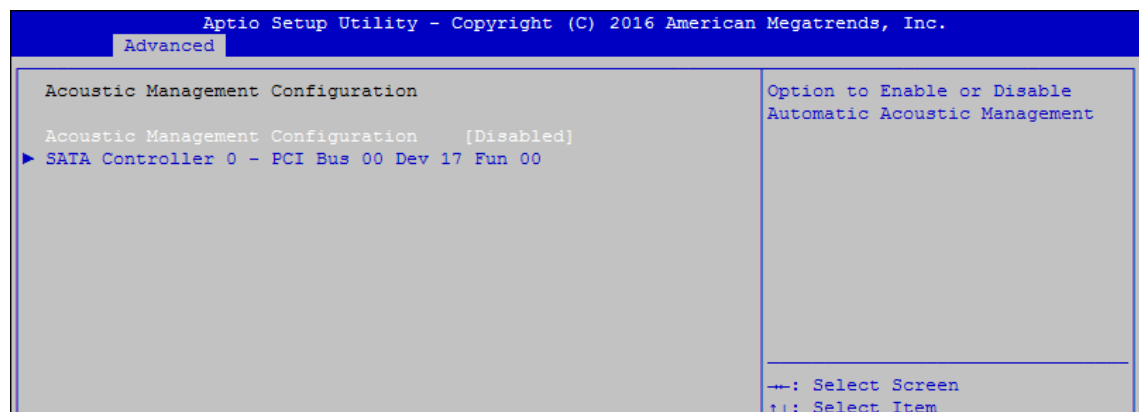 Aptio Setup Utility – Copyright (C) 2016 American Megatrends, Inc.
Advanced
Acoustic Management Configuration
Acoustic Management Configuration [Disabled]
► SATA Controller 0 – PCI Bus 00 Dev 17 Fun 00
Option to Enable or Disable
Automatic Acoustic Management
→←: Select Screen
↑↓: Select Item